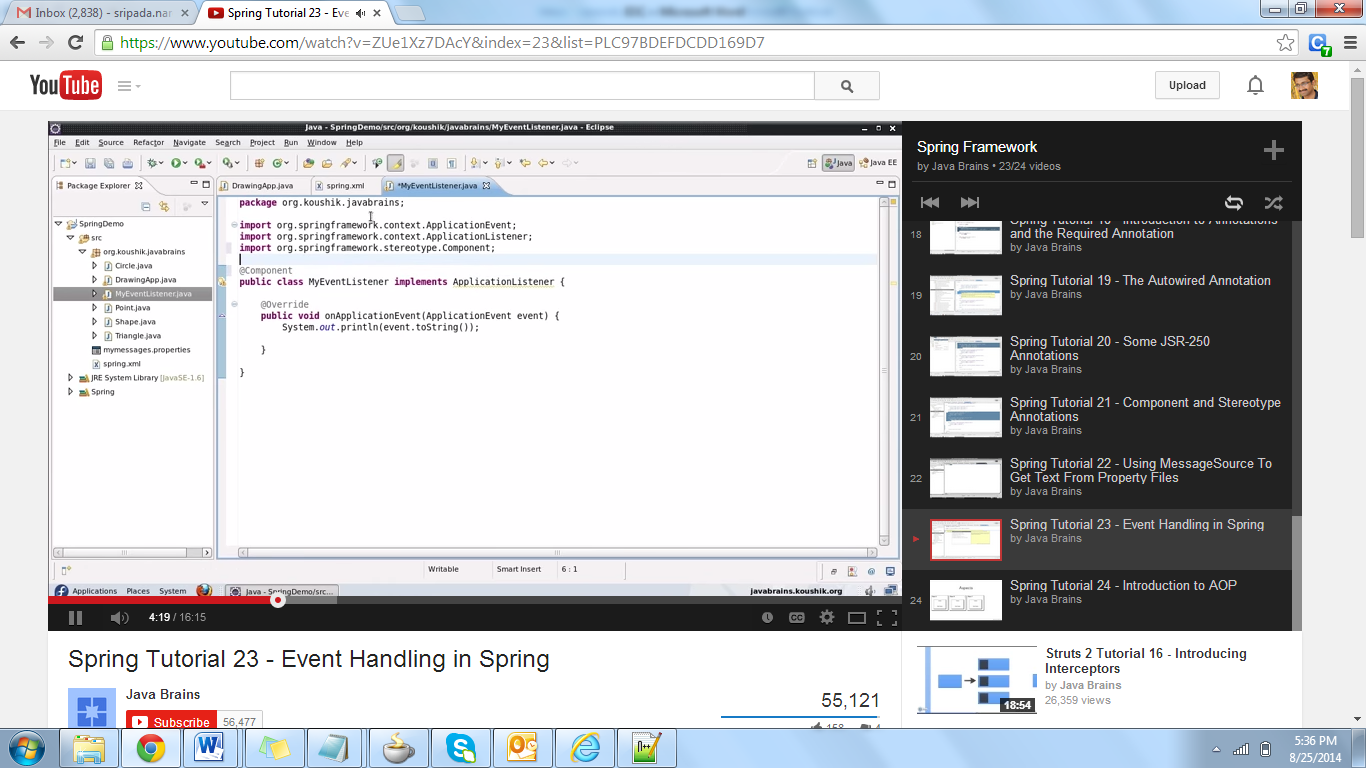 Inbox (2,838) - sripada.nar
Spring Tutorial 23 - Eve
https://www.youtube.com/watch?v=ZUe1Xz7DAcY&index=23&list=PLC97BDEFDCDD169D7
7
YouTube
Upload
Java - SpringDemo/src/org/koushik/javabrains/MyEventListener.java - Eclipse
File Edit Source Refactor Navigate Search Project Run Window Help
Java
Java EE
Package Explorer
DrawingApp.java
spring.xml
*MyEventListener.java
SpringDemo
src
org.koushik.javabrains
Circle.java
DrawingApp.java
MyEventListener.java
Point.java
Shape.java
Triangle.java
mymessages.properties
spring.xml
JRE System Library [JavaSE-1.6]
Spring
package org.koushik.javabrains;
import org.springframework.context.ApplicationEvent;
import org.springframework.context.ApplicationListener;
import org.springframework.stereotype.Component;
@Component
public class MyEventListener implements ApplicationListener {
@Override
public void onApplicationEvent(ApplicationEvent event) {
System.out.println(event.toString());
}
}
Writable
Smart Insert
6 : 1
Applications Places System
Java - SpringDemo/src...
javabrains.koushik.org
4:19 / 16:15
CC
Spring Framework
by Java Brains • 23/24 videos
18
Spring Tutorial 18 - Introduction to Annotations
and the Required Annotation
by Java Brains
19
Spring Tutorial 19 - The Autowired Annotation
by Java Brains
20
Spring Tutorial 20 - Some JSR-250
Annotations
by Java Brains
21
Spring Tutorial 21 - Component and Stereotype
Annotations
by Java Brains
22
Spring Tutorial 22 - Using MessageSource To
Get Text From Property Files
by Java Brains
Spring Tutorial 23 - Event Handling in Spring
by Java Brains
24
Spring Tutorial 24 - Introduction to AOP
by Java Brains
Spring Tutorial 23 - Event Handling in Spring
Java Brains
Subscribe 56,477
55,121
Struts 2 Tutorial 16 - Introducing
Interceptors
by Java Brains
26,359 views
18:54
5:36 PM
8/25/2014